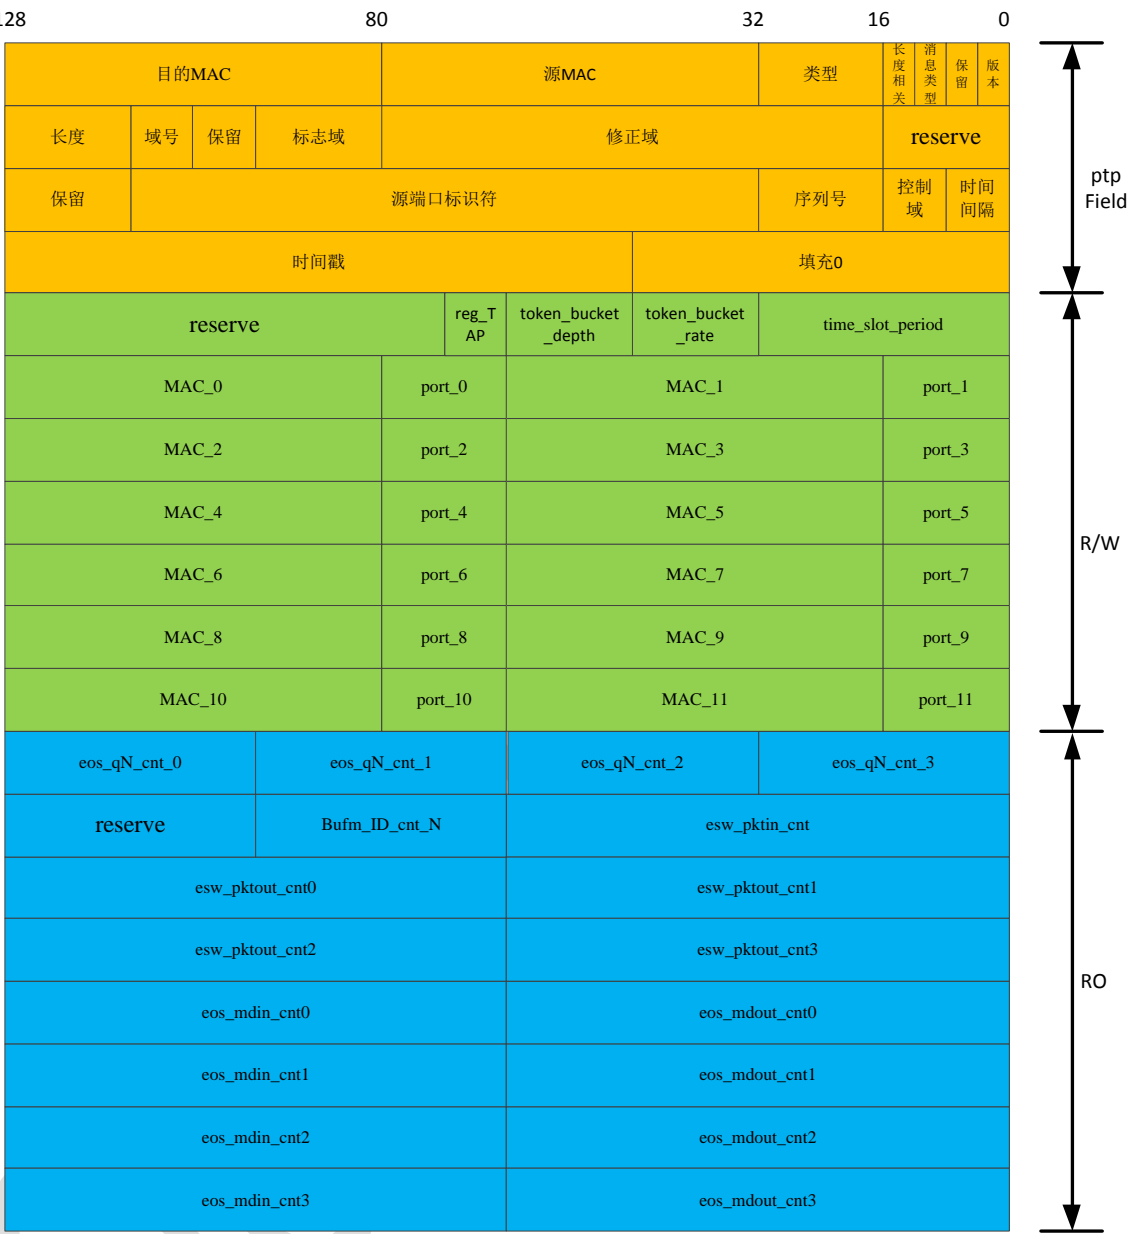 128 80 32 16 0
目的MAC 源MAC 类型 长度相关 消息类型 保留 版本
长度 域号 保留 标志域 修正域 reserve
ptp
Field
保留 源端口标识符 序列号 控制域 时间间隔
时间戳 填充0
reserve reg_TAP token_bucket_depth token_bucket_rate time_slot_period
MAC_0 port_0 MAC_1 port_1
MAC_2 port_2 MAC_3 port_3
MAC_4 port_4 MAC_5 port_5
R/W
MAC_6 port_6 MAC_7 port_7
MAC_8 port_8 MAC_9 port_9
MAC_10 port_10 MAC_11 port_11
eos_qN_cnt_0 eos_qN_cnt_1 eos_qN_cnt_2 eos_qN_cnt_3
reserve Bufm_ID_cnt_N esw_pktin_cnt
esw_pktout_cnt0 esw_pktout_cnt1
esw_pktout_cnt2 esw_pktout_cnt3
RO
eos_mdin_cnt0 eos_mdout_cnt0
eos_mdin_cnt1 eos_mdout_cnt1
eos_mdin_cnt2 eos_mdout_cnt2
eos_mdin_cnt3 eos_mdout_cnt3